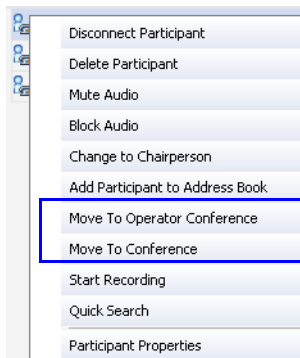 Disconnect Participant
Delete Participant
Mute Audio
Block Audio
Change to Chairperson
Add Participant to Address Book
Move To Operator Conference
Move To Conference
Start Recording
Quick Search
Participant Properties